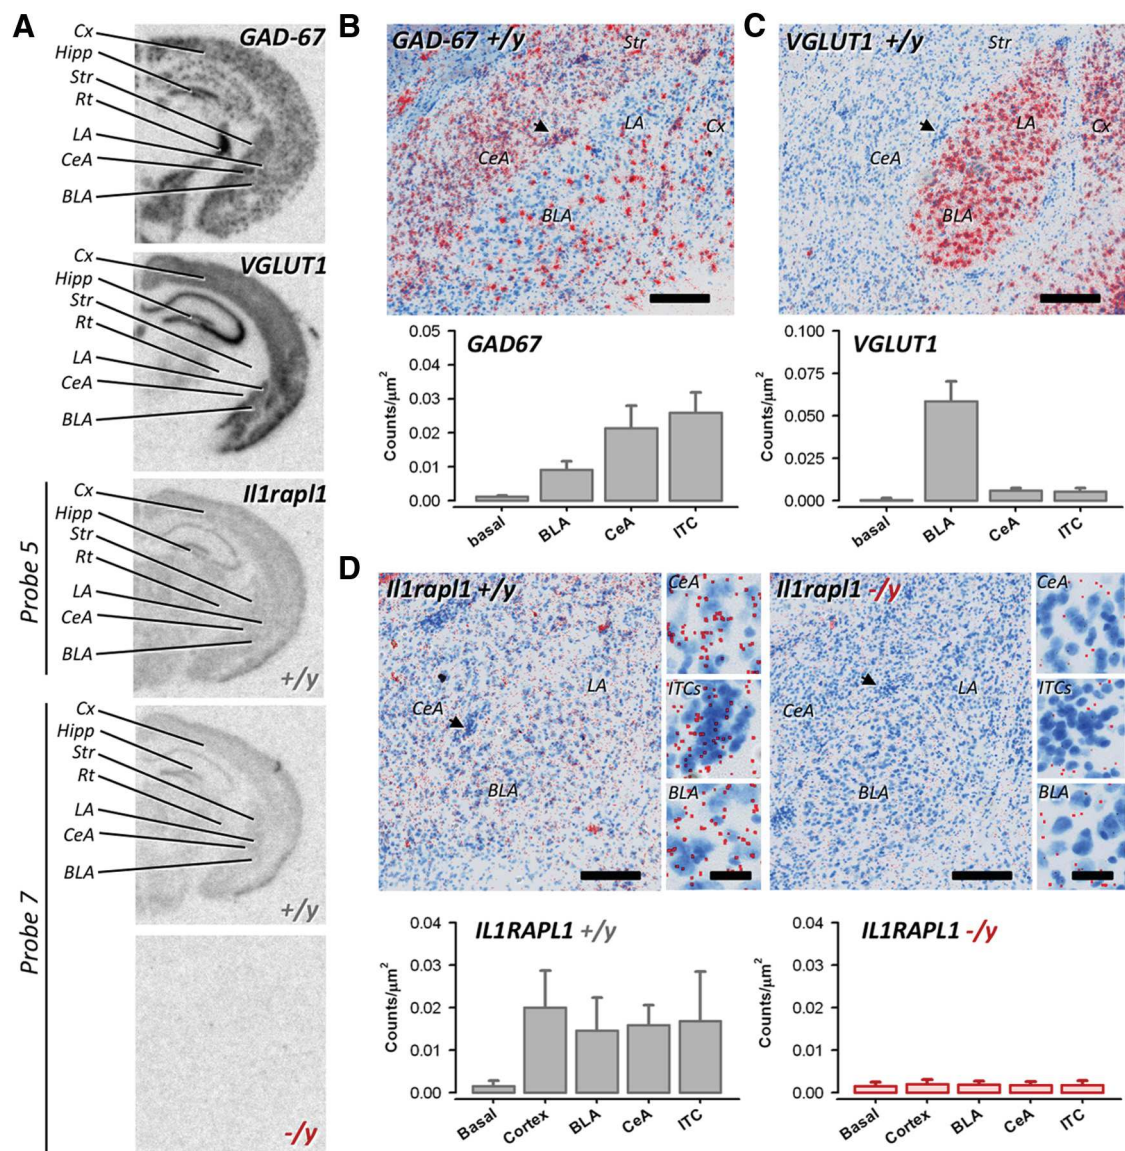 A
Cx
Hipp
Str
Rt
LA
CeA
BLA
GAD-67
Cx
Hipp
Str
Rt
LA
CeA
BLA
VGLUT1
Probe 5
Cx
Hipp
Str
Rt
LA
CeA
BLA
Il1rapl1
+/y
Probe 7
Cx
Hipp
Str
Rt
LA
CeA
BLA
+/y
-/y
B
GAD-67 +/y
Str
LA
Cx
CeA
BLA
0.05
0.04
0.03
0.02
0.01
0.00
Counts/μm²
GAD67
basal
BLA
CeA
ITC
C
VGLUT1 +/y
Str
LA
Cx
CeA
BLA
0.100
0.075
0.050
0.025
0.000
Counts/μm²
VGLUT1
basal
BLA
CeA
ITC
D
Il1rapl1 +/y
LA
CeA
BLA
CeA
ITCs
BLA
Il1rapl1 -/y
LA
CeA
BLA
CeA
ITCs
BLA
0.04
0.03
0.02
0.01
0.00
Counts/μm²
IL1RAPL1 +/y
Basal
Cortex
BLA
CeA
ITC
0.04
0.03
0.02
0.01
0.00
Counts/μm²
IL1RAPL1 -/y
Basal
Cortex
BLA
CeA
ITC